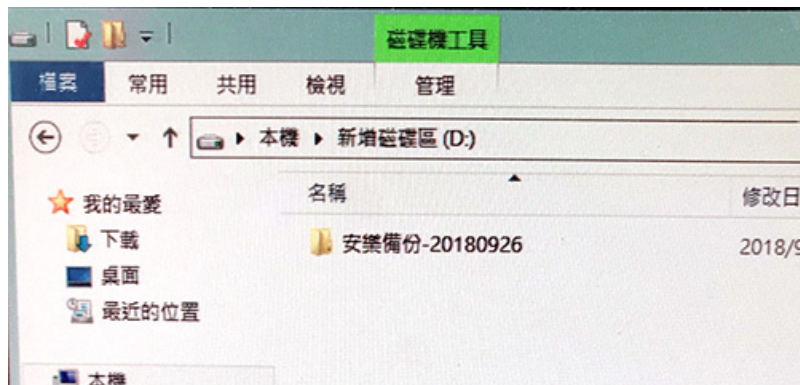 磁碟機工具
檔案 常用 共用 檢視 管理
本機 新增磁碟區 (D:)
名稱 修改日
我的最愛
安樂備份-20180926 2018/9
下載
桌面
最近的位置
本機